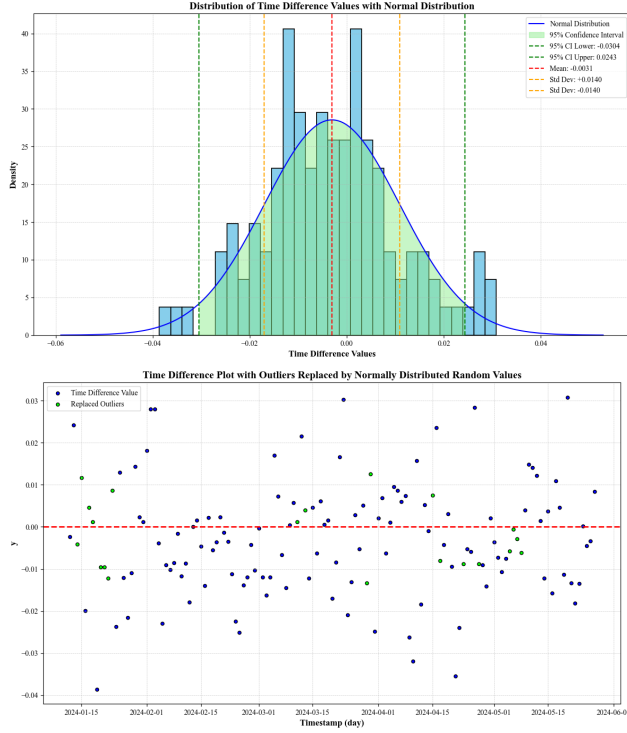 Distribution of Time Difference Values with Normal Distribution
Normal Distribution
95% Confidence Interval
95% CI Lower: -0.0304
95% CI Upper: 0.0243
Mean: -0.0031
Std Dev: +0.0140
Std Dev: -0.0140
Density
40
35
30
25
20
15
10
5
0
−0.06 −0.04 −0.02 0.00 0.02 0.04
Time Difference Values
Time Difference Plot with Outliers Replaced by Normally Distributed Random Values
Time Difference Value
Replaced Outliers
y
0.03
0.02
0.01
0.00
−0.01
−0.02
−0.03
−0.04
2024-01-15 2024-02-01 2024-02-15 2024-03-01 2024-03-15 2024-04-01 2024-04-15 2024-05-01 2024-05-15 2024-06-01
Timestamp (day)